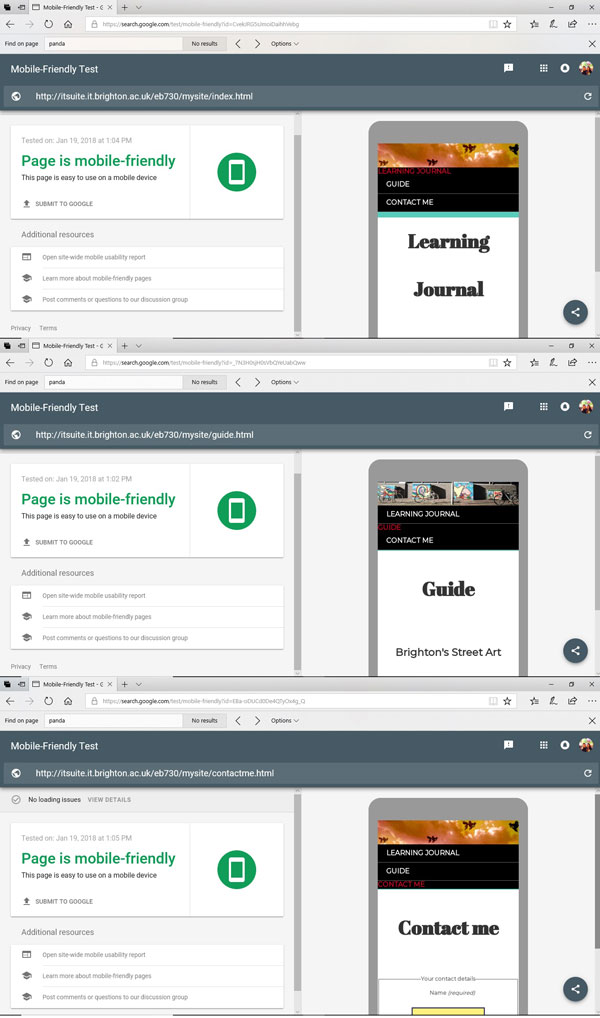 Mobile-Friendly Test - G
https://search.google.com/test/mobile-friendly?id=
Find on page panda No results Options
Mobile-Friendly Test
http://itsuite.it.brighton.ac.uk/eb730/mysite/index.html
Tested on: Jan 19, 2018 at 1:04 PM
Page is mobile-friendly
This page is easy to use on a mobile device
SUBMIT TO GOOGLE
Additional resources
Open site-wide mobile usability report
Learn more about mobile-friendly pages
Post comments or questions to our discussion group
Privacy Terms
LEARNING JOURNAL
GUIDE
CONTACT ME
Learning
Journal
Mobile-Friendly Test - G
https://search.google.com/test/mobile-friendly?id=
Find on page panda No results Options
Mobile-Friendly Test
http://itsuite.it.brighton.ac.uk/eb730/mysite/guide.html
Tested on: Jan 19, 2018 at 1:02 PM
Page is mobile-friendly
This page is easy to use on a mobile device
SUBMIT TO GOOGLE
Additional resources
Open site-wide mobile usability report
Learn more about mobile-friendly pages
Post comments or questions to our discussion group
Privacy Terms
LEARNING JOURNAL
GUIDE
CONTACT ME
Guide
Brighton's Street Art
Mobile-Friendly Test - G
https://search.google.com/test/mobile-friendly?id=
Find on page panda No results Options
Mobile-Friendly Test
http://itsuite.it.brighton.ac.uk/eb730/mysite/contactme.html
No loading issues VIEW DETAILS
Tested on: Jan 19, 2018 at 1:05 PM
Page is mobile-friendly
This page is easy to use on a mobile device
SUBMIT TO GOOGLE
Additional resources
Open site-wide mobile usability report
Learn more about mobile-friendly pages
Post comments or questions to our discussion group
LEARNING JOURNAL
GUIDE
CONTACT ME
Contact me
Your contact details
Name (required)